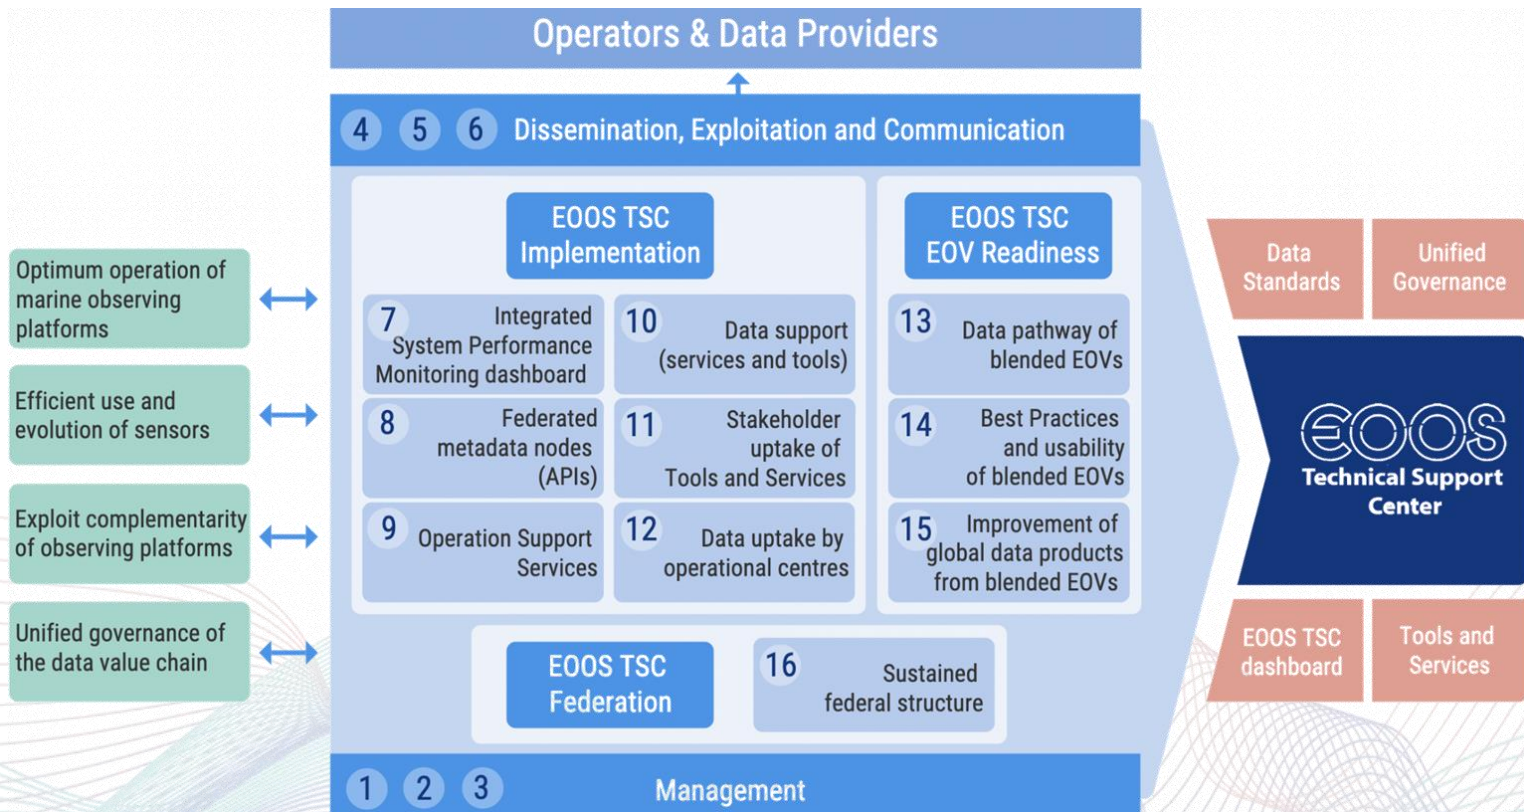 Operators & Data Providers
4 5 6 Dissemination, Exploitation and Communication
Optimum operation of
marine observing
platforms
Efficient use and
evolution of sensors
Exploit complementarity
of observing platforms
Unified governance of
the data value chain
EOOS TSC
Implementation
7 Integrated
System Performance
Monitoring dashboard
8 Federated
metadata nodes
(APIs)
9 Operation Support
Services
10 Data support
(services and tools)
11 Stakeholder
uptake of
Tools and Services
12 Data uptake by
operational centres
EOOS TSC
EOV Readiness
13 Data pathway of
blended EOVs
14 Best Practices
and usability
of blended EOVs
15 Improvement of
global data products
from blended EOVs
EOOS TSC
Federation
16 Sustained
federal structure
1 2 3 Management
Data
Standards
Unified
Governance
EOOS
Technical Support
Center
EOOS TSC
dashboard
Tools and
Services